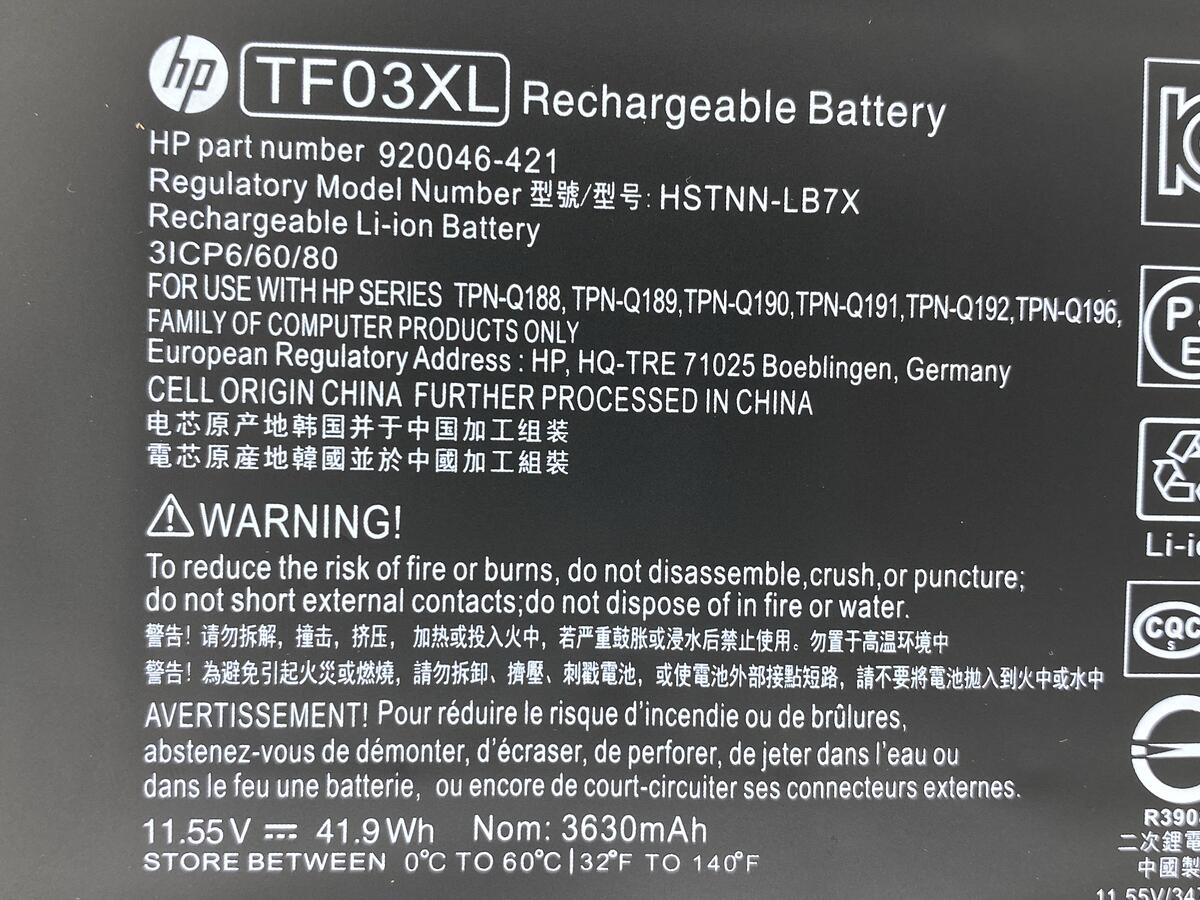 hp TF03XL Rechargeable Battery
HP part number 920046-421
Regulatory Model Number 型號/型号: HSTNN-LB7X
Rechargeable Li-ion Battery
3ICP6/60/80
FOR USE WITH HP SERIES TPN-Q188, TPN-Q189,TPN-Q190,TPN-Q191,TPN-Q192,TPN-Q196,
FAMILY OF COMPUTER PRODUCTS ONLY
European Regulatory Address : HP, HQ-TRE 71025 Boeblingen, Germany
CELL ORIGIN CHINA FURTHER PROCESSED IN CHINA
电芯原产地韩国并于中国加工组装
電芯原産地韓國並於中國加工組裝
WARNING!
To reduce the risk of fire or burns, do not disassemble,crush,or puncture;
do not short external contacts;do not dispose of in fire or water.
警告！请勿拆解，撞击，挤压， 加热或投入火中，若严重鼓胀或浸水后禁止使用。勿置于高温环境中
警告！為避免引起火災或燃燒，請勿拆卸、擠壓、刺戳電池，或使電池外部接點短路，請不要將電池拋入到火中或水中
AVERTISSEMENT! Pour réduire le risque d'incendie ou de brûlures,
abstenez-vous de démonter, d'écraser, de perforer, de jeter dans l'eau ou
dans le feu une batterie, ou encore de court-circuiter ses connecteurs externes.
11.55V 41.9Wh Nom: 3630mAh
STORE BETWEEN 0°C TO 60°C | 32°F TO 140°F
Li-i
CQC
S
R390
二次鋰電
中國製
11.55V/34